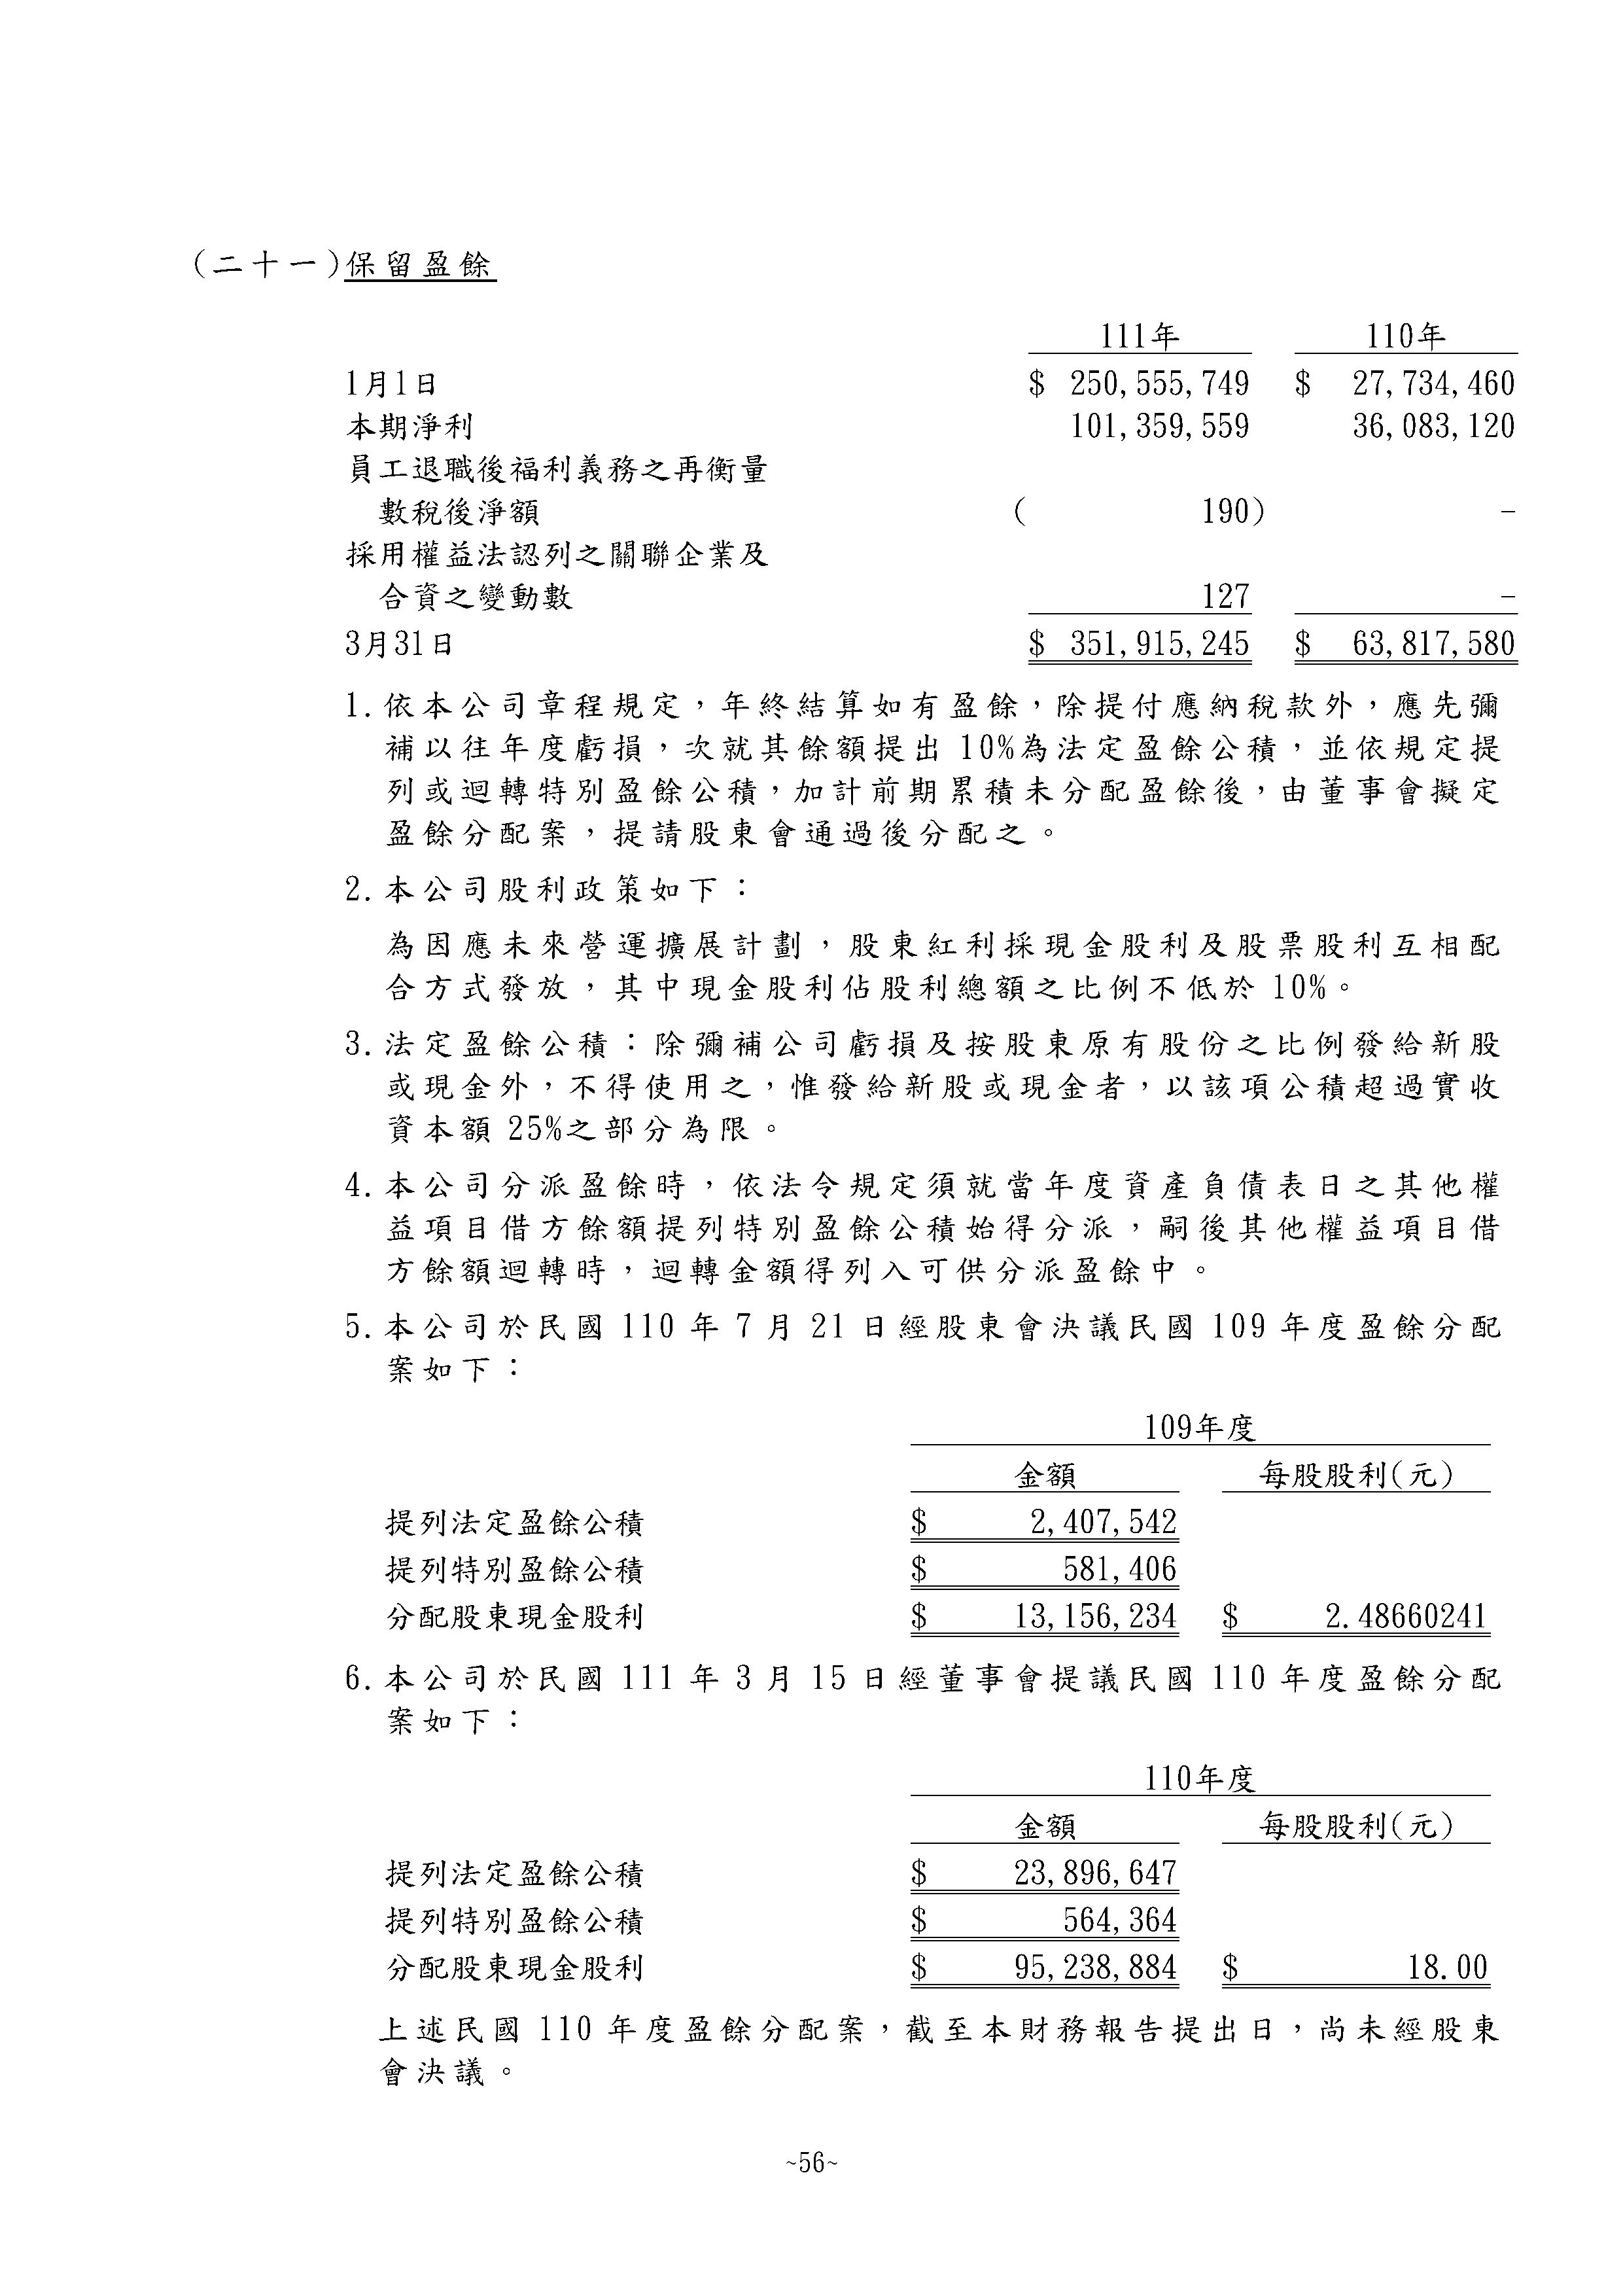 (二十一)保留盈餘
111年 110年
1月1日 $ 250,555,749 $ 27,734,460
本期淨利 101,359,559 36,083,120
員工退職後福利義務之再衡量
數稅後淨額 ( 190) -
採用權益法認列之關聯企業及
合資之變動數 127 -
3月31日 $ 351,915,245 $ 63,817,580
1.依本公司章程規定，年終結算如有盈餘，除提付應納稅款外，應先彌
補以往年度虧損，次就其餘額提出 10%為法定盈餘公積，並依規定提
列或迴轉特別盈餘公積，加計前期累積未分配盈餘後，由董事會擬定
盈餘分配案，提請股東會通過後分配之。
2.本公司股利政策如下：
為因應未來營運擴展計劃，股東紅利採現金股利及股票股利互相配
合方式發放，其中現金股利佔股利總額之比例不低於 10%。
3.法定盈餘公積：除彌補公司虧損及按股東原有股份之比例發給新股
或現金外，不得使用之，惟發給新股或現金者，以該項公積超過實收
資本額 25%之部分為限。
4.本公司分派盈餘時，依法令規定須就當年度資產負債表日之其他權
益項目借方餘額提列特別盈餘公積始得分派，嗣後其他權益項目借
方餘額迴轉時，迴轉金額得列入可供分派盈餘中。
5.本公司於民國 110 年 7 月 21 日經股東會決議民國 109 年度盈餘分配
案如下：
109年度
金額 每股股利(元)
提列法定盈餘公積 $ 2,407,542
提列特別盈餘公積 $ 581,406
分配股東現金股利 $ 13,156,234 $ 2.48660241
6.本公司於民國 111 年 3 月 15 日經董事會提議民國 110 年度盈餘分配
案如下：
110年度
金額 每股股利(元)
提列法定盈餘公積 $ 23,896,647
提列特別盈餘公積 $ 564,364
分配股東現金股利 $ 95,238,884 $ 18.00
上述民國 110 年度盈餘分配案，截至本財務報告提出日，尚未經股東
會決議。
~56~